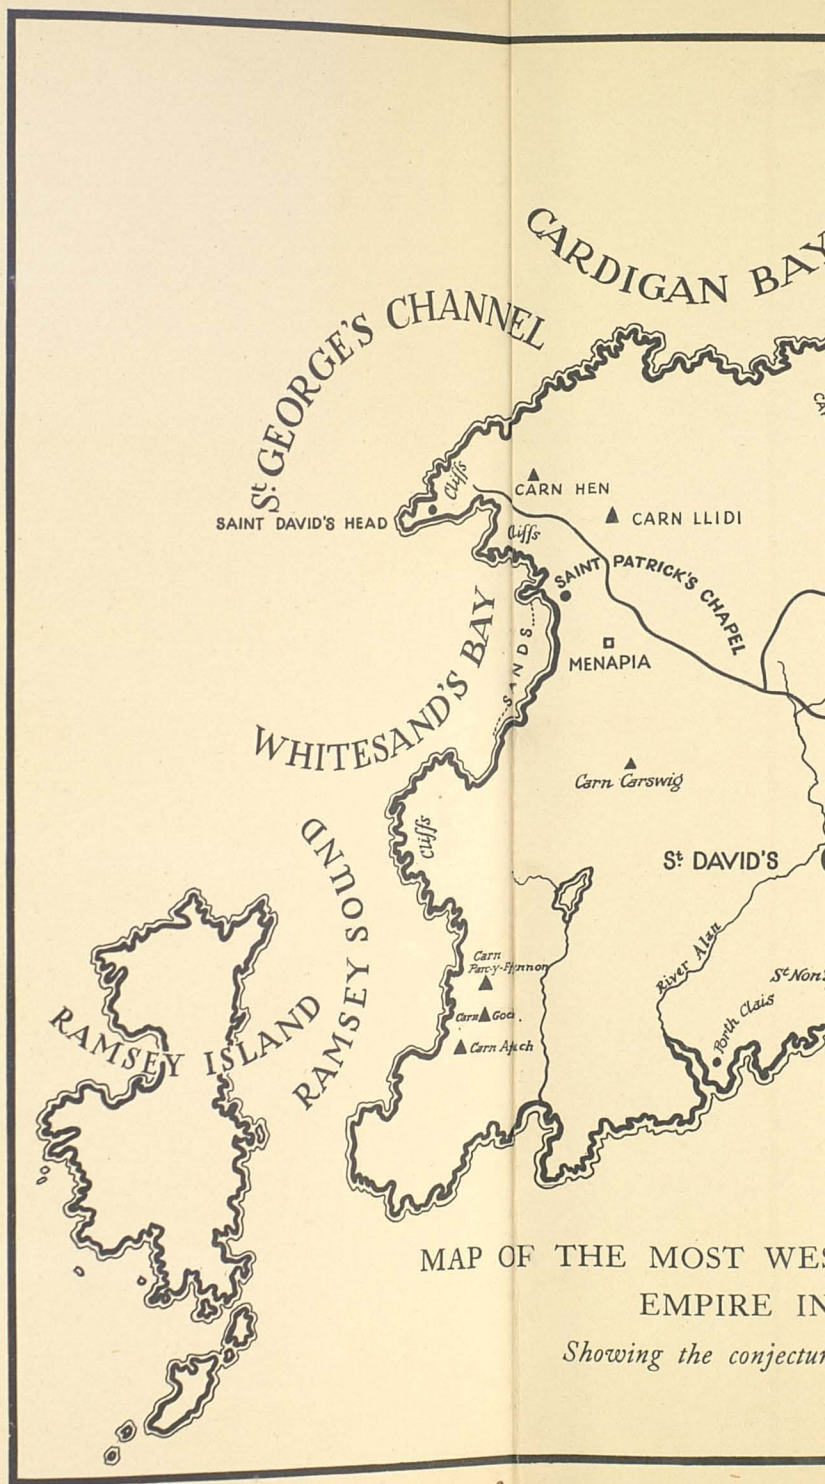 CARDIGAN BAY
St. GEORGE'S CHANNEL
Cliffs
CARN HEN
SAINT DAVID'S HEAD
CARN LLIDI
Cliffs
SAINT PATRICK'S CHAPEL
SANDS
MENAPIA
WHITESAND'S BAY
Carn Carswig
Cliffs
St. DAVID'S
RAMSEY SOUND
River Alan
Carn
St. Non's
Porth Clais
RAMSEY ISLAND
Carn
Carn
MAP OF THE MOST WES
EMPIRE IN
Showing the conjectur